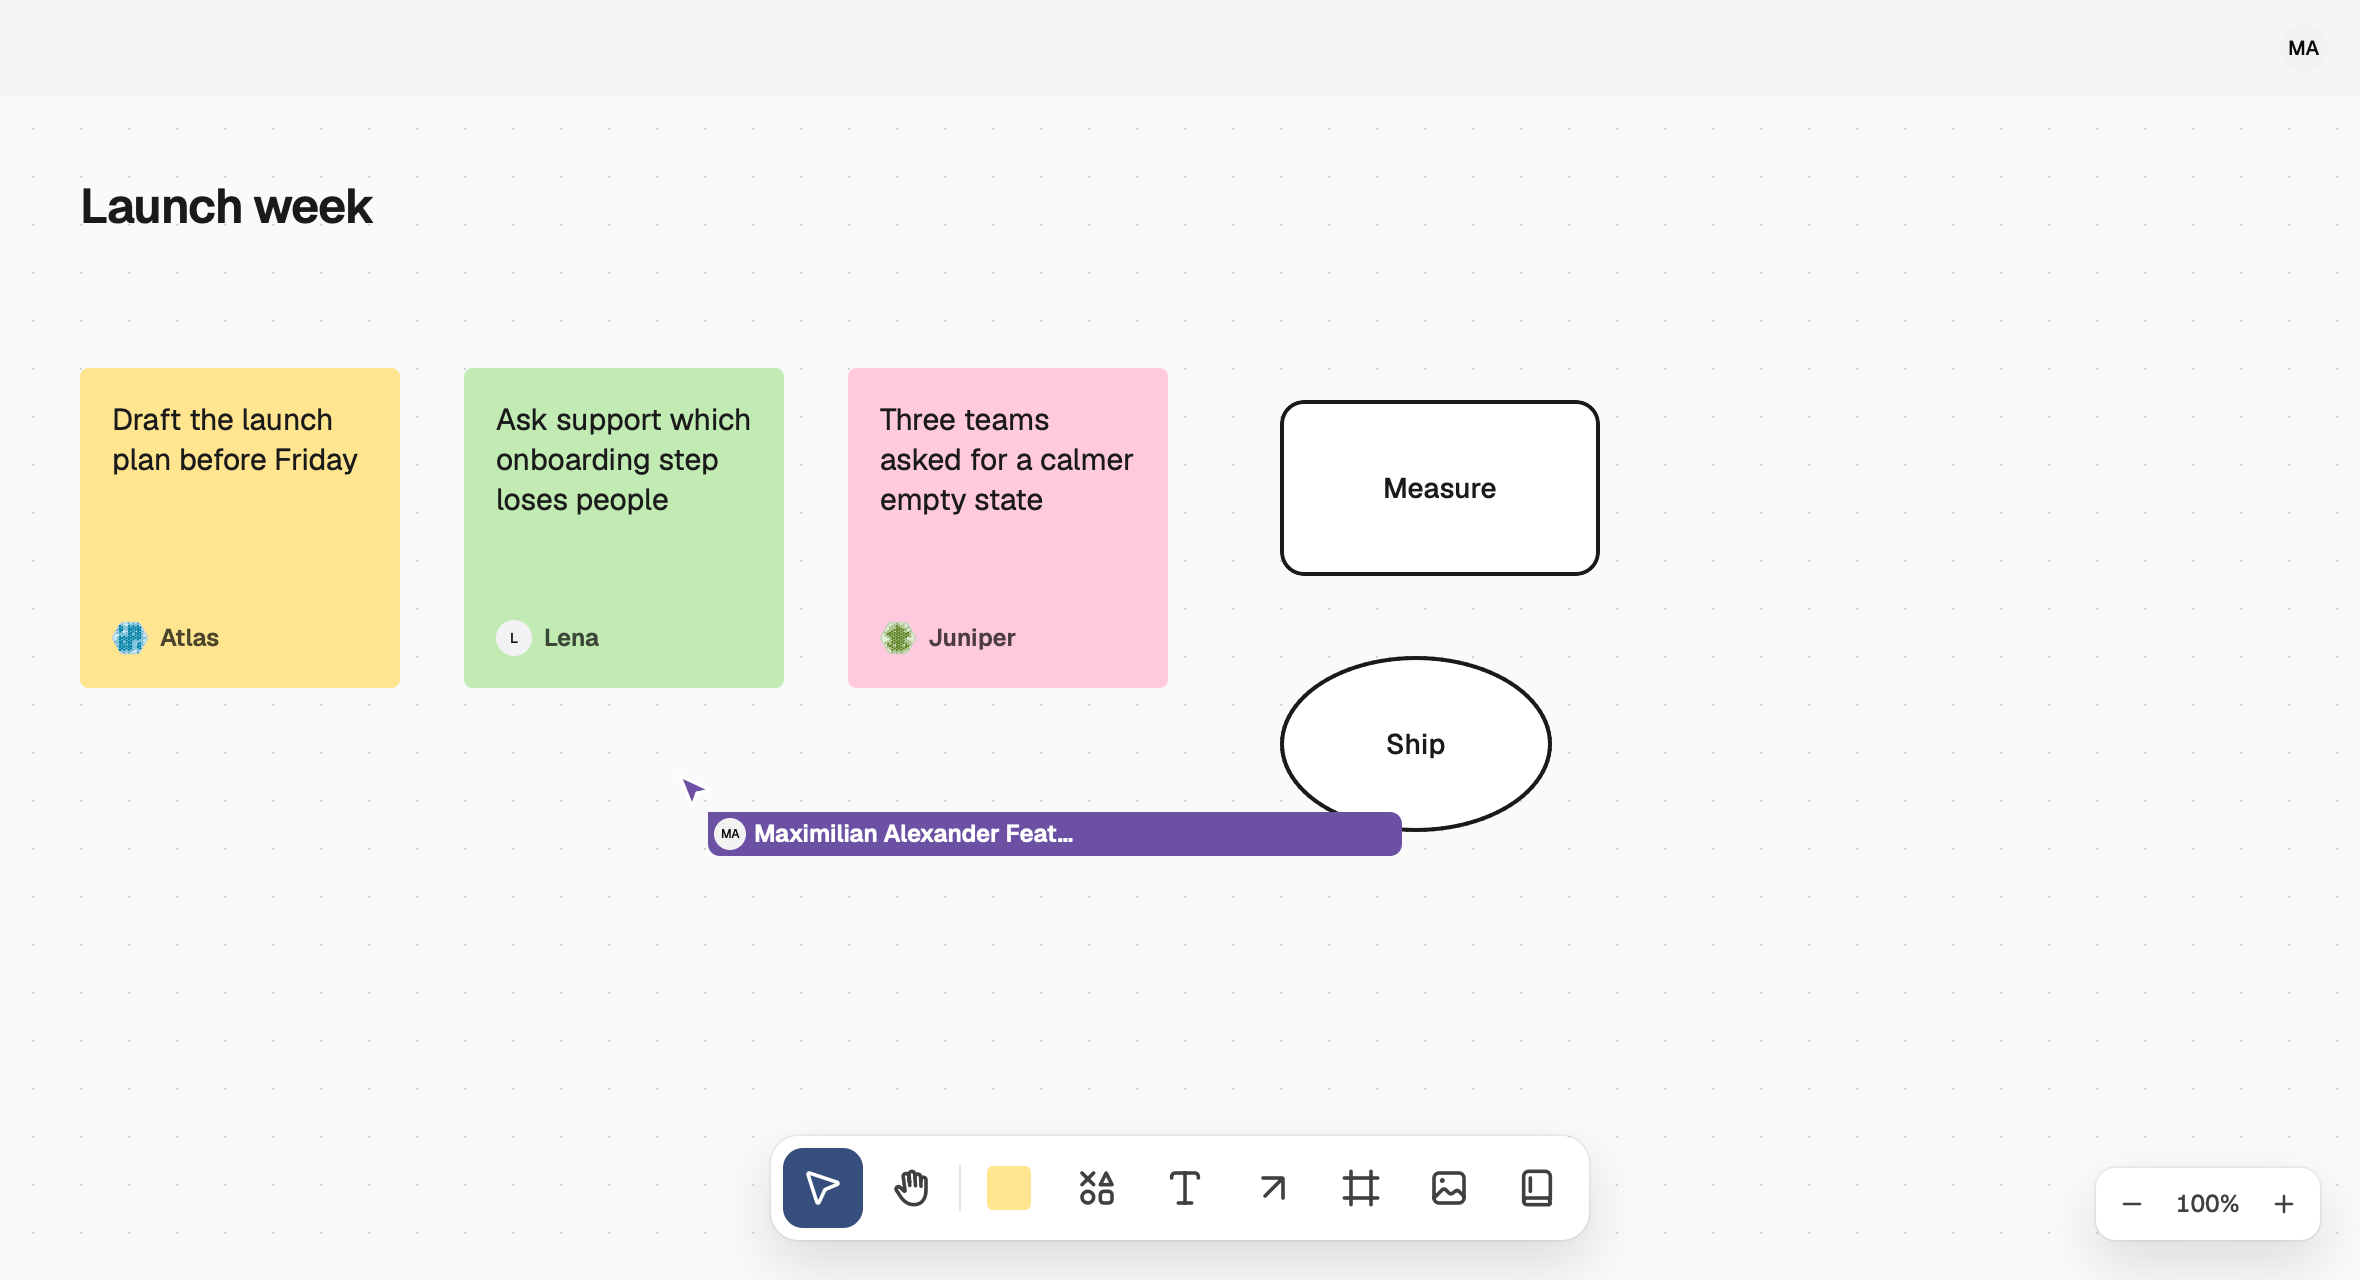 MA
Launch week
Draft the launch
plan before Friday
Atlas
Ask support which
onboarding step
loses people
L
Lena
Three teams
asked for a calmer
empty state
Juniper
Measure
Ship
MA
Maximilian Alexander Feat...
100%